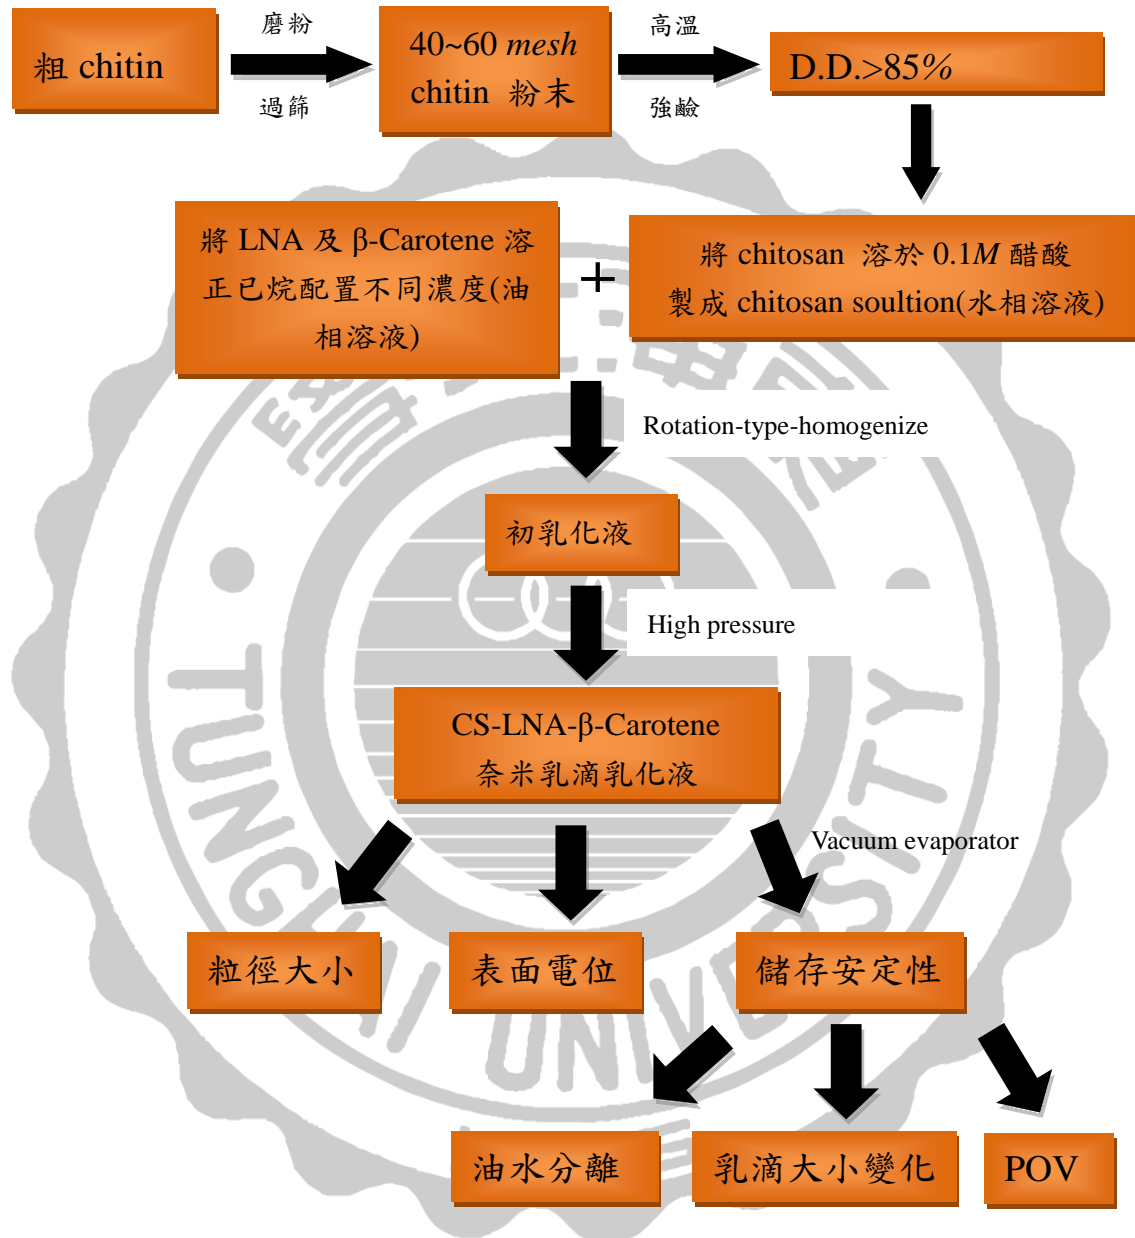 粗 chitin
磨粉
過篩
40~60 mesh
chitin 粉末
高溫
強鹼
D.D.>85%
將 LNA 及 β-Carotene 溶
正已烷配置不同濃度(油
相溶液)
+
將 chitosan 溶於 0.1M 醋酸
製成 chitosan soultion(水相溶液)
Rotation-type-homogenize
初乳化液
High pressure
CS-LNA-β-Carotene
奈米乳滴乳化液
Vacuum evaporator
粒徑大小
表面電位
儲存安定性
油水分離
乳滴大小變化
POV
TUNGHAI UNIVERSITY